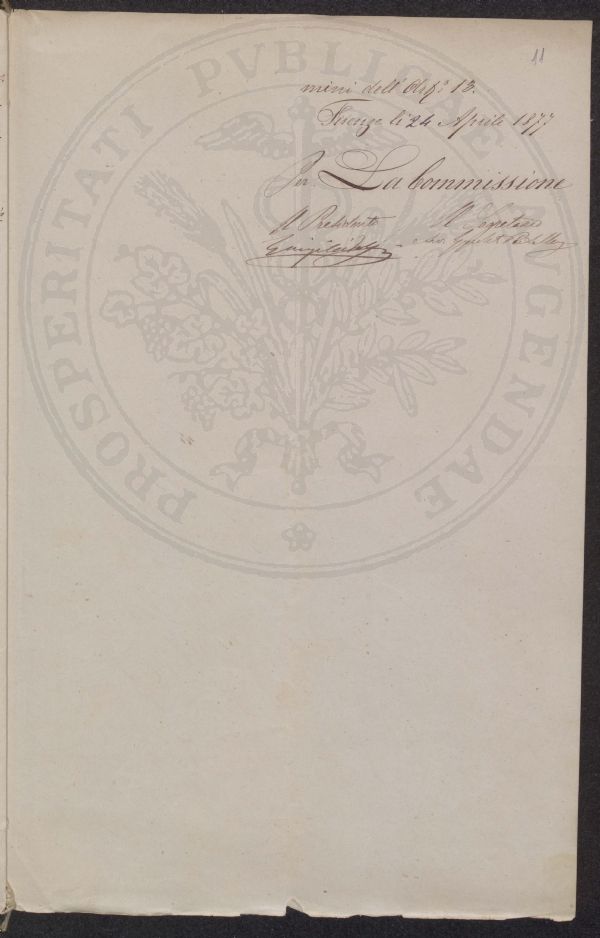 11
mini dell' Art.° 13.
Firenze li 24 Aprile 1877
Per La Commissione
Il Presidente Il Segretario
PROSPERITATI PVBLICAE AVGENDAE